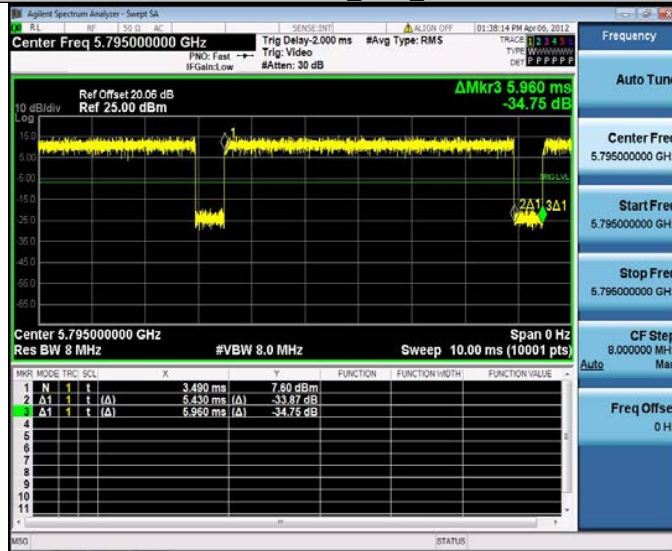 Agilent Spectrum Analyzer - Swept SA
RL RF 50 Ω AC SENSE:INT ALIGN OFF 01:38:14 PM Apr 06, 2012
Center Freq 5.795000000 GHz
PNO: Fast
IFGain:Low
Trig Delay-2.000 ms
Trig: Video
#Atten: 30 dB
#Avg Type: RMS
TRACE 1 2 3 4 5 6
TYPE
DET P P P P P P
Frequency
Ref Offset 20.06 dB
10 dB/div Ref 25.00 dBm
Log
ΔMkr3 5.960 ms
-34.75 dB
15.0
5.00
-5.00
-15.0
-25.0
-35.0
-45.0
-55.0
-65.0
1
TRIG LVL
2Δ1 3Δ1
Center 5.795000000 GHz Span 0 Hz
Res BW 8 MHz #VBW 8.0 MHz Sweep 10.00 ms (10001 pts)
MKR MODE TRC SCL X Y FUNCTION FUNCTION WIDTH FUNCTION VALUE
1 N 1 t 3.490 ms 7.60 dBm
2 Δ1 1 t (Δ) 5.430 ms (Δ) -33.87 dB
3 Δ1 1 t (Δ) 5.960 ms (Δ) -34.75 dB
4
5
6
7
8
9
10
11
MSG STATUS
Auto Tune
Center Freq
5.795000000 GH
Start Freq
5.795000000 GH
Stop Freq
5.795000000 GH
CF Step
8.000000 MH
Auto Man
Freq Offse
0 H